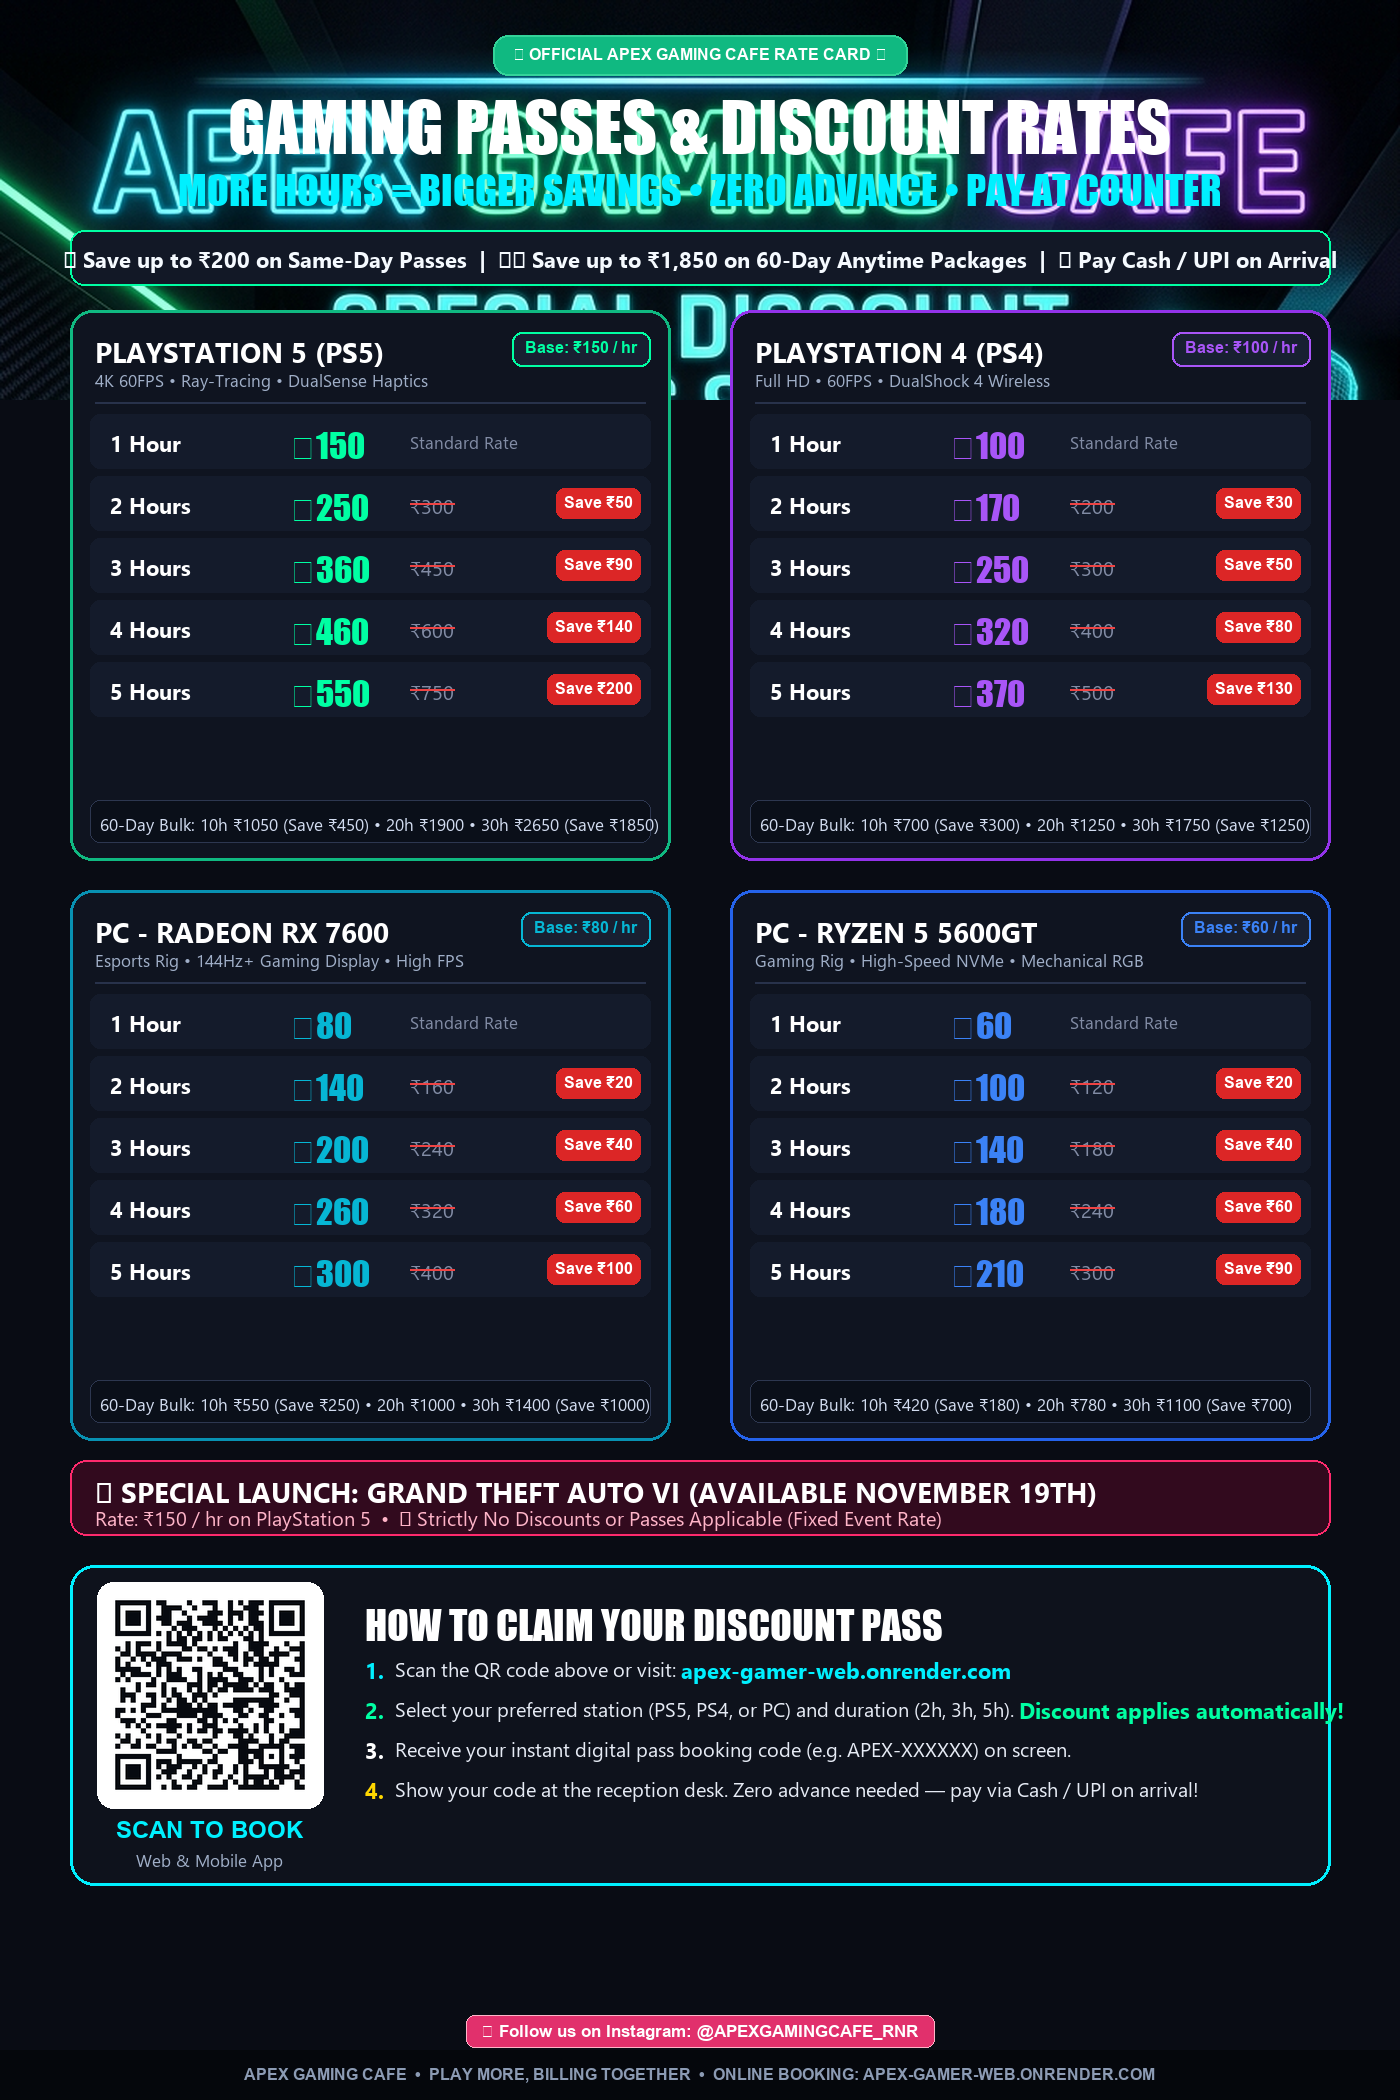 OFFICIAL APEX GAMING CAFE RATE CARD
APEX GAMING CAFE
GAMING PASSES & DISCOUNT RATES
MORE HOURS = BIGGER SAVINGS • ZERO ADVANCE • PAY AT COUNTER
Save up to ₹200 on Same-Day Passes | Save up to ₹1,850 on 60-Day Anytime Packages | Pay Cash / UPI on Arrival
SPECIAL DISCOUNT
PLAYSTATION 5 (PS5)
Base: ₹150 / hr
4K 60FPS • Ray-Tracing • DualSense Haptics
1 Hour □150 Standard Rate
2 Hours □250 ₹300 Save ₹50
3 Hours □360 ₹450 Save ₹90
4 Hours □460 ₹600 Save ₹140
5 Hours □550 ₹750 Save ₹200
60-Day Bulk: 10h ₹1050 (Save ₹450) • 20h ₹1900 • 30h ₹2650 (Save ₹1850)
PLAYSTATION 4 (PS4)
Base: ₹100 / hr
Full HD • 60FPS • DualShock 4 Wireless
1 Hour □100 Standard Rate
2 Hours □170 ₹200 Save ₹30
3 Hours □250 ₹300 Save ₹50
4 Hours □320 ₹400 Save ₹80
5 Hours □370 ₹500 Save ₹130
60-Day Bulk: 10h ₹700 (Save ₹300) • 20h ₹1250 • 30h ₹1750 (Save ₹1250)
PC - RADEON RX 7600
Base: ₹80 / hr
Esports Rig • 144Hz+ Gaming Display • High FPS
1 Hour □80 Standard Rate
2 Hours □140 ₹160 Save ₹20
3 Hours □200 ₹240 Save ₹40
4 Hours □260 ₹320 Save ₹60
5 Hours □300 ₹400 Save ₹100
60-Day Bulk: 10h ₹550 (Save ₹250) • 20h ₹1000 • 30h ₹1400 (Save ₹1000)
PC - RYZEN 5 5600GT
Base: ₹60 / hr
Gaming Rig • High-Speed NVMe • Mechanical RGB
1 Hour □60 Standard Rate
2 Hours □100 ₹120 Save ₹20
3 Hours □140 ₹180 Save ₹40
4 Hours □180 ₹240 Save ₹60
5 Hours □210 ₹300 Save ₹90
60-Day Bulk: 10h ₹420 (Save ₹180) • 20h ₹780 • 30h ₹1100 (Save ₹700)
SPECIAL LAUNCH: GRAND THEFT AUTO VI (AVAILABLE NOVEMBER 19TH)
Rate: ₹150 / hr on PlayStation 5 • Strictly No Discounts or Passes Applicable (Fixed Event Rate)
HOW TO CLAIM YOUR DISCOUNT PASS
1. Scan the QR code above or visit: apex-gamer-web.onrender.com
2. Select your preferred station (PS5, PS4, or PC) and duration (2h, 3h, 5h). Discount applies automatically!
3. Receive your instant digital pass booking code (e.g. APEX-XXXXXX) on screen.
4. Show your code at the reception desk. Zero advance needed — pay via Cash / UPI on arrival!
SCAN TO BOOK
Web & Mobile App
Follow us on Instagram: @APEXGAMINGCAFE_RNR
APEX GAMING CAFE • PLAY MORE, BILLING TOGETHER • ONLINE BOOKING: APEX-GAMER-WEB.ONRENDER.COM